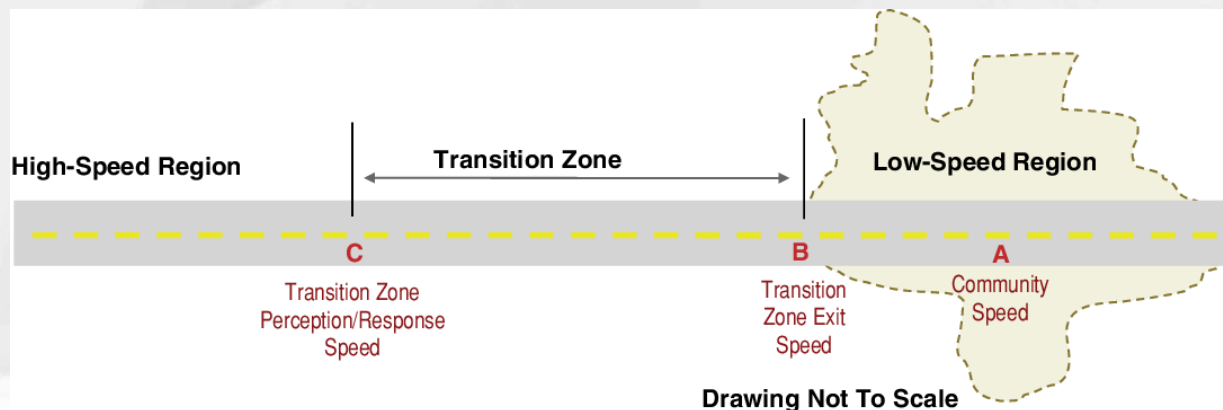 High-Speed Region
Transition Zone
Low-Speed Region
C
B
A
Transition Zone
Perception/Response
Speed
Transition
Zone Exit
Speed
Community
Speed
Drawing Not To Scale